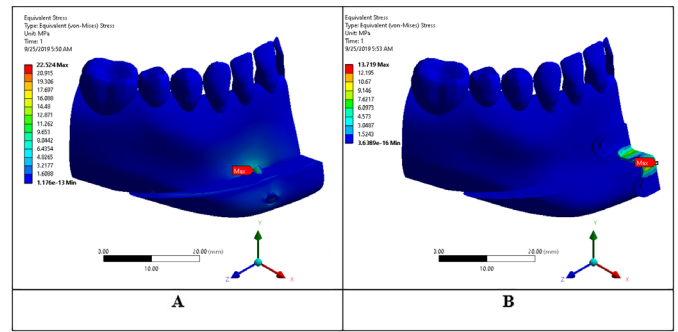 Equivalent Stress
Type: Equivalent (von-Mises) Stress
Unit: MPa
Time: 1
9/25/2019 5:50 AM
22.524 Max
20.915
19.306
17.697
16.088
14.48
12.871
11.262
9.653
8.0442
6.4354
4.8265
3.2177
1.6088
1.176e-13 Min
Max
0.00
20.00 (mm)
10.00
Y
Z
X
A
Equivalent Stress
Type: Equivalent (von-Mises) Stress
Unit: MPa
Time: 1
9/25/2019 5:53 AM
13.719 Max
12.195
10.67
9.146
7.6217
6.0973
4.573
3.0487
1.5243
3.6389e-16 Min
Max
0.00
20.00 (mm)
10.00
Y
Z
X
B